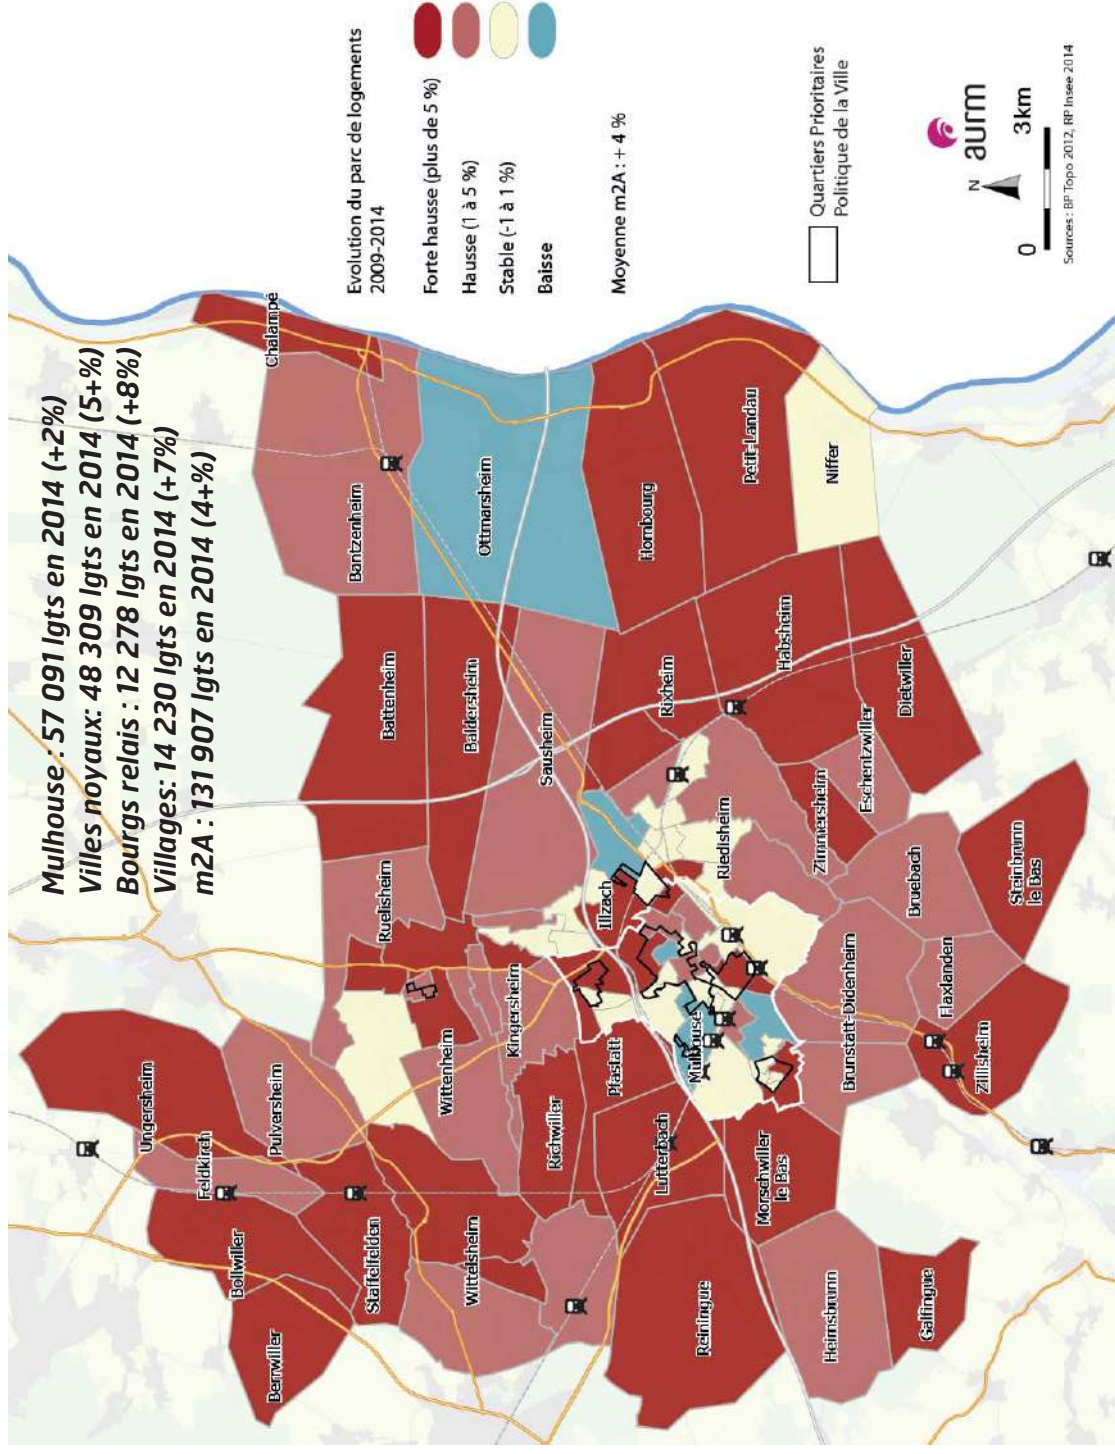 Mulhouse : 57 091 lgts en 2014 (+2%)
Villes noyaux: 48 309 lgts en 2014 (5+%)
Bourgs relais : 12 278 lgts en 2014 (+8%)
Villages: 14 230 lgts en 2014 (+7%)
m2A : 131 907 lgts en 2014 (4+%)
Evolution du parc de logements
2009-2014
Forte hausse (plus de 5 %)
Hausse (1 à 5 %)
Stable (-1 à 1 %)
Baisse
Moyenne m2A : + 4 %
Quartiers Prioritaires
Politique de la Ville
N
aurm
0
3km
Sources : BP Topo 2012, RP Insee 2014
Chalampé
Bantzenheim
Ottmarsheim
Hombourg
Petit-Landau
Niffer
Battenheim
Baldersheim
Sausheim
Rixheim
Habsheim
Dietwiller
Eschentzwiller
Zimmersheim
Riedisheim
Ruelisheim
Illzach
Bruebach
Steinbrunn
le Bas
Kingersheim
Wittenheim
Pfastatt
Mulhouse
Brunstatt-Didenheim
Flaxlanden
Zillisheim
Ungersheim
Pulversheim
Feldkirch
Richwiller
Lutterbach
Morschwiller
le Bas
Bollwiller
Staffelfelden
Wittelsheim
Berrwiller
Reiningue
Heimsbrunn
Galfingue